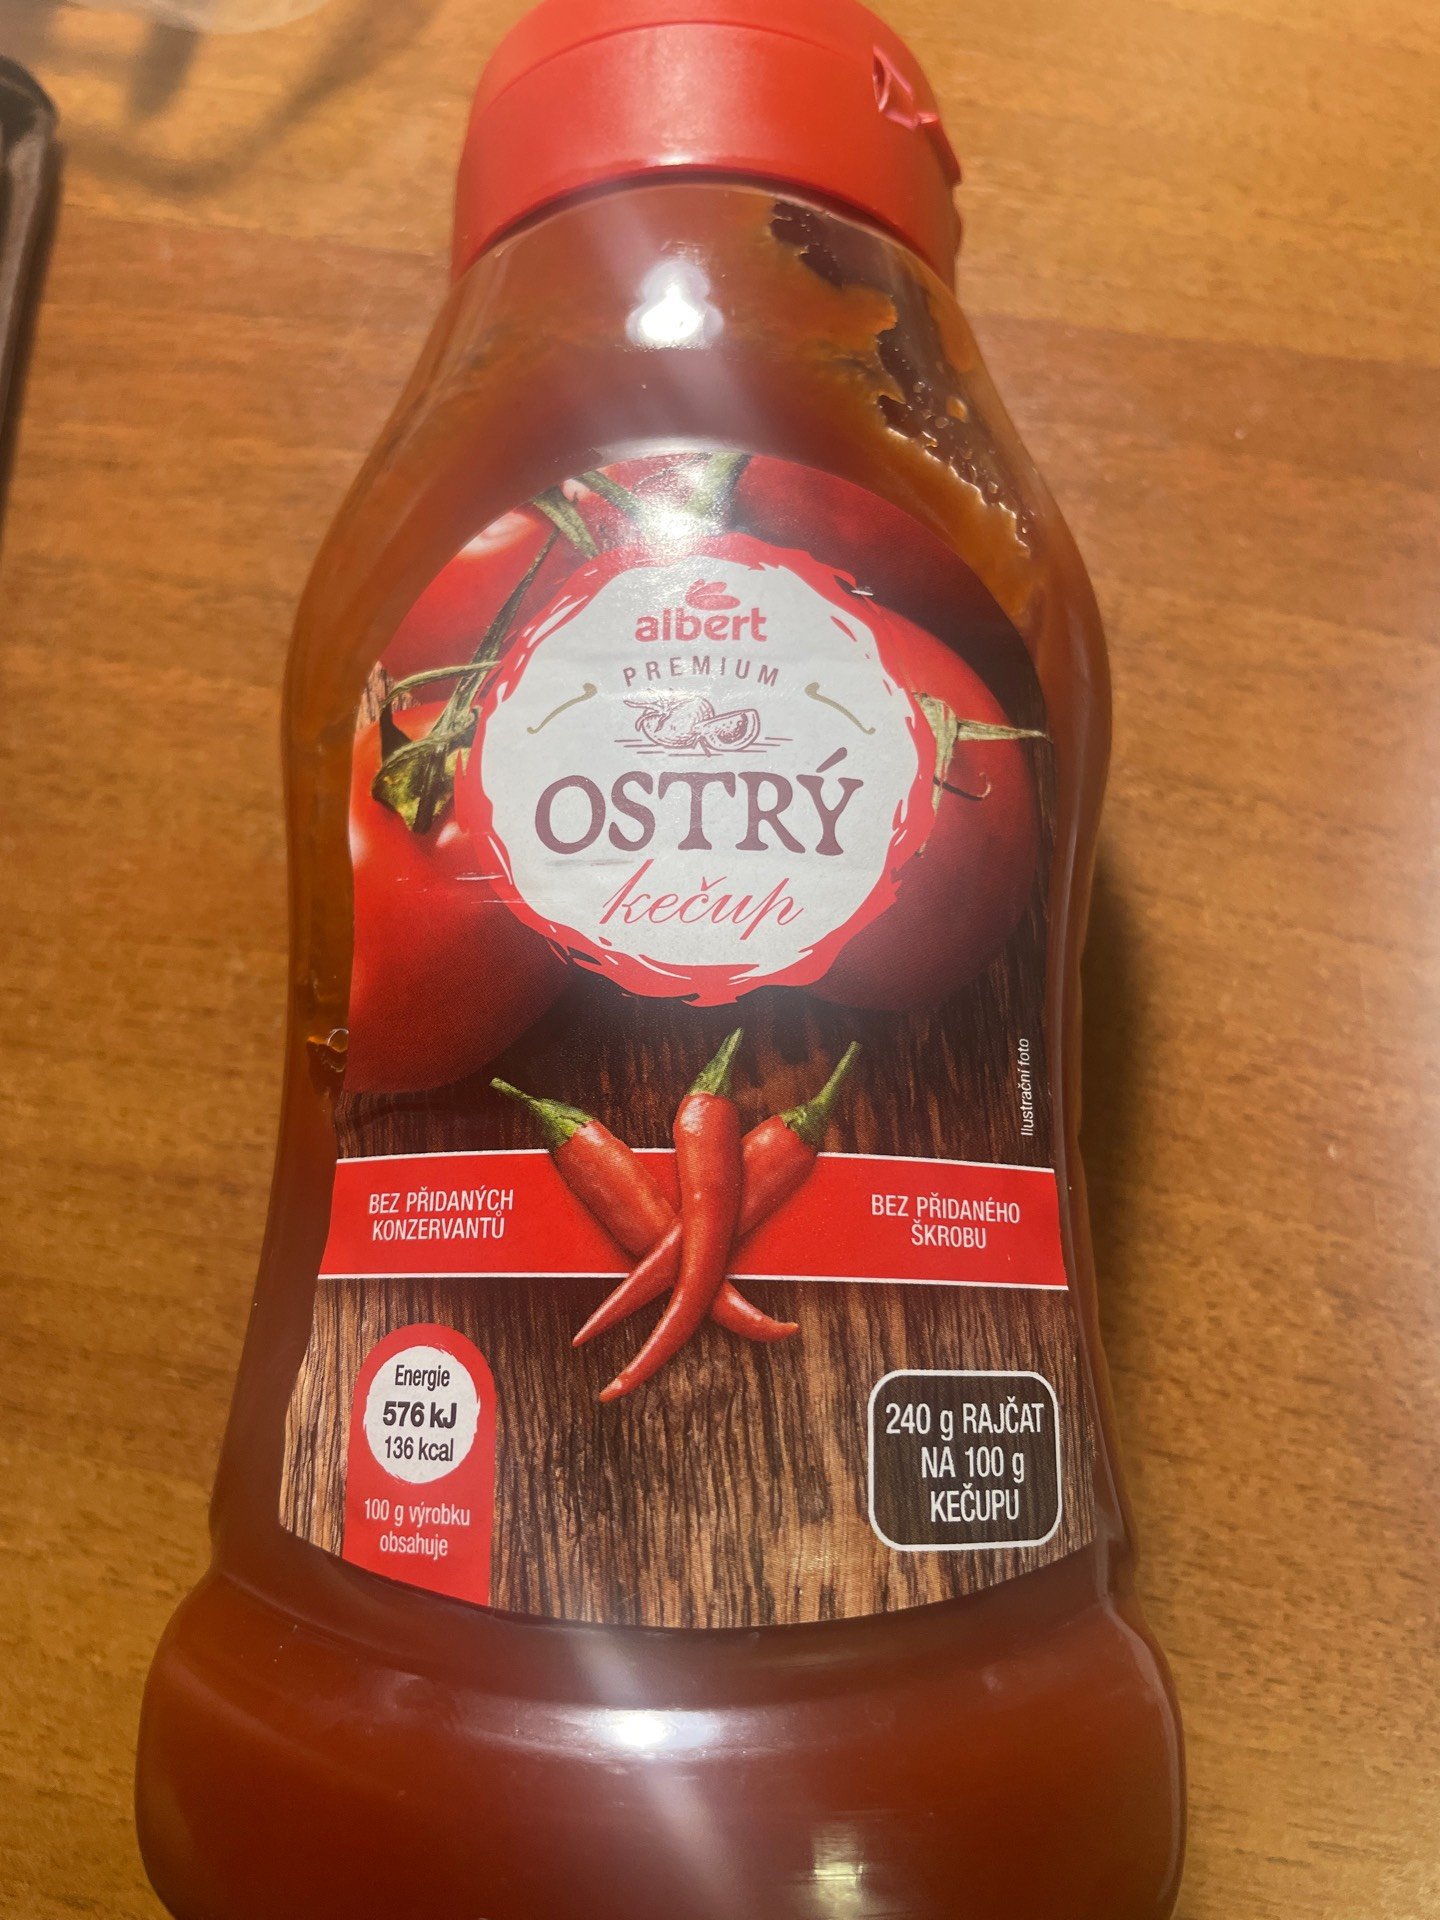 albert
PREMIUM
OSTRÝ
kečup
Ilustrační foto
BEZ PŘIDANÝCH
KONZERVANTŮ
BEZ PŘIDANÉHO
ŠKROBU
Energie
576 kJ
136 kcal
100 g výrobku
obsahuje
240 g RAJČAT
NA 100 g
KEČUPU